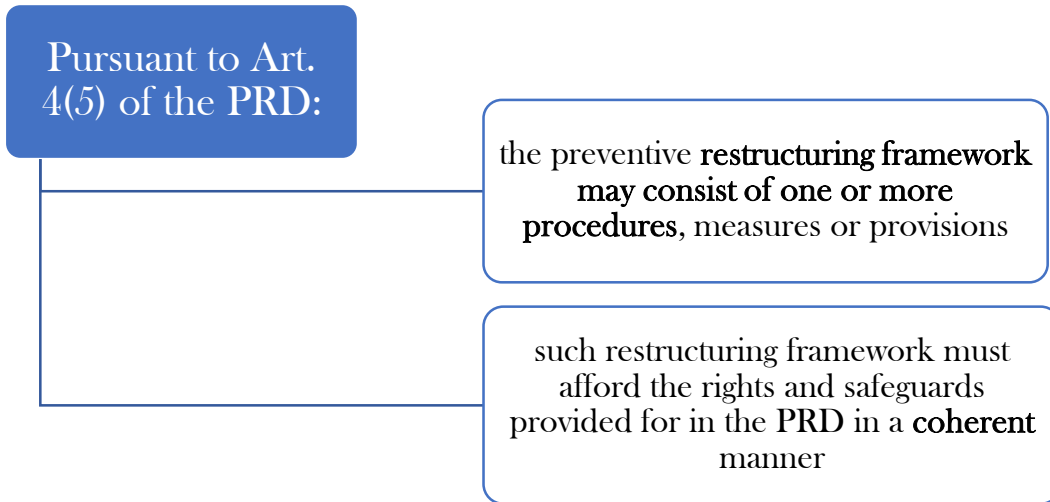 Pursuant to Art.
4(5) of the PRD:
the preventive restructuring framework
may consist of one or more
procedures, measures or provisions
such restructuring framework must
afford the rights and safeguards
provided for in the PRD in a coherent
manner